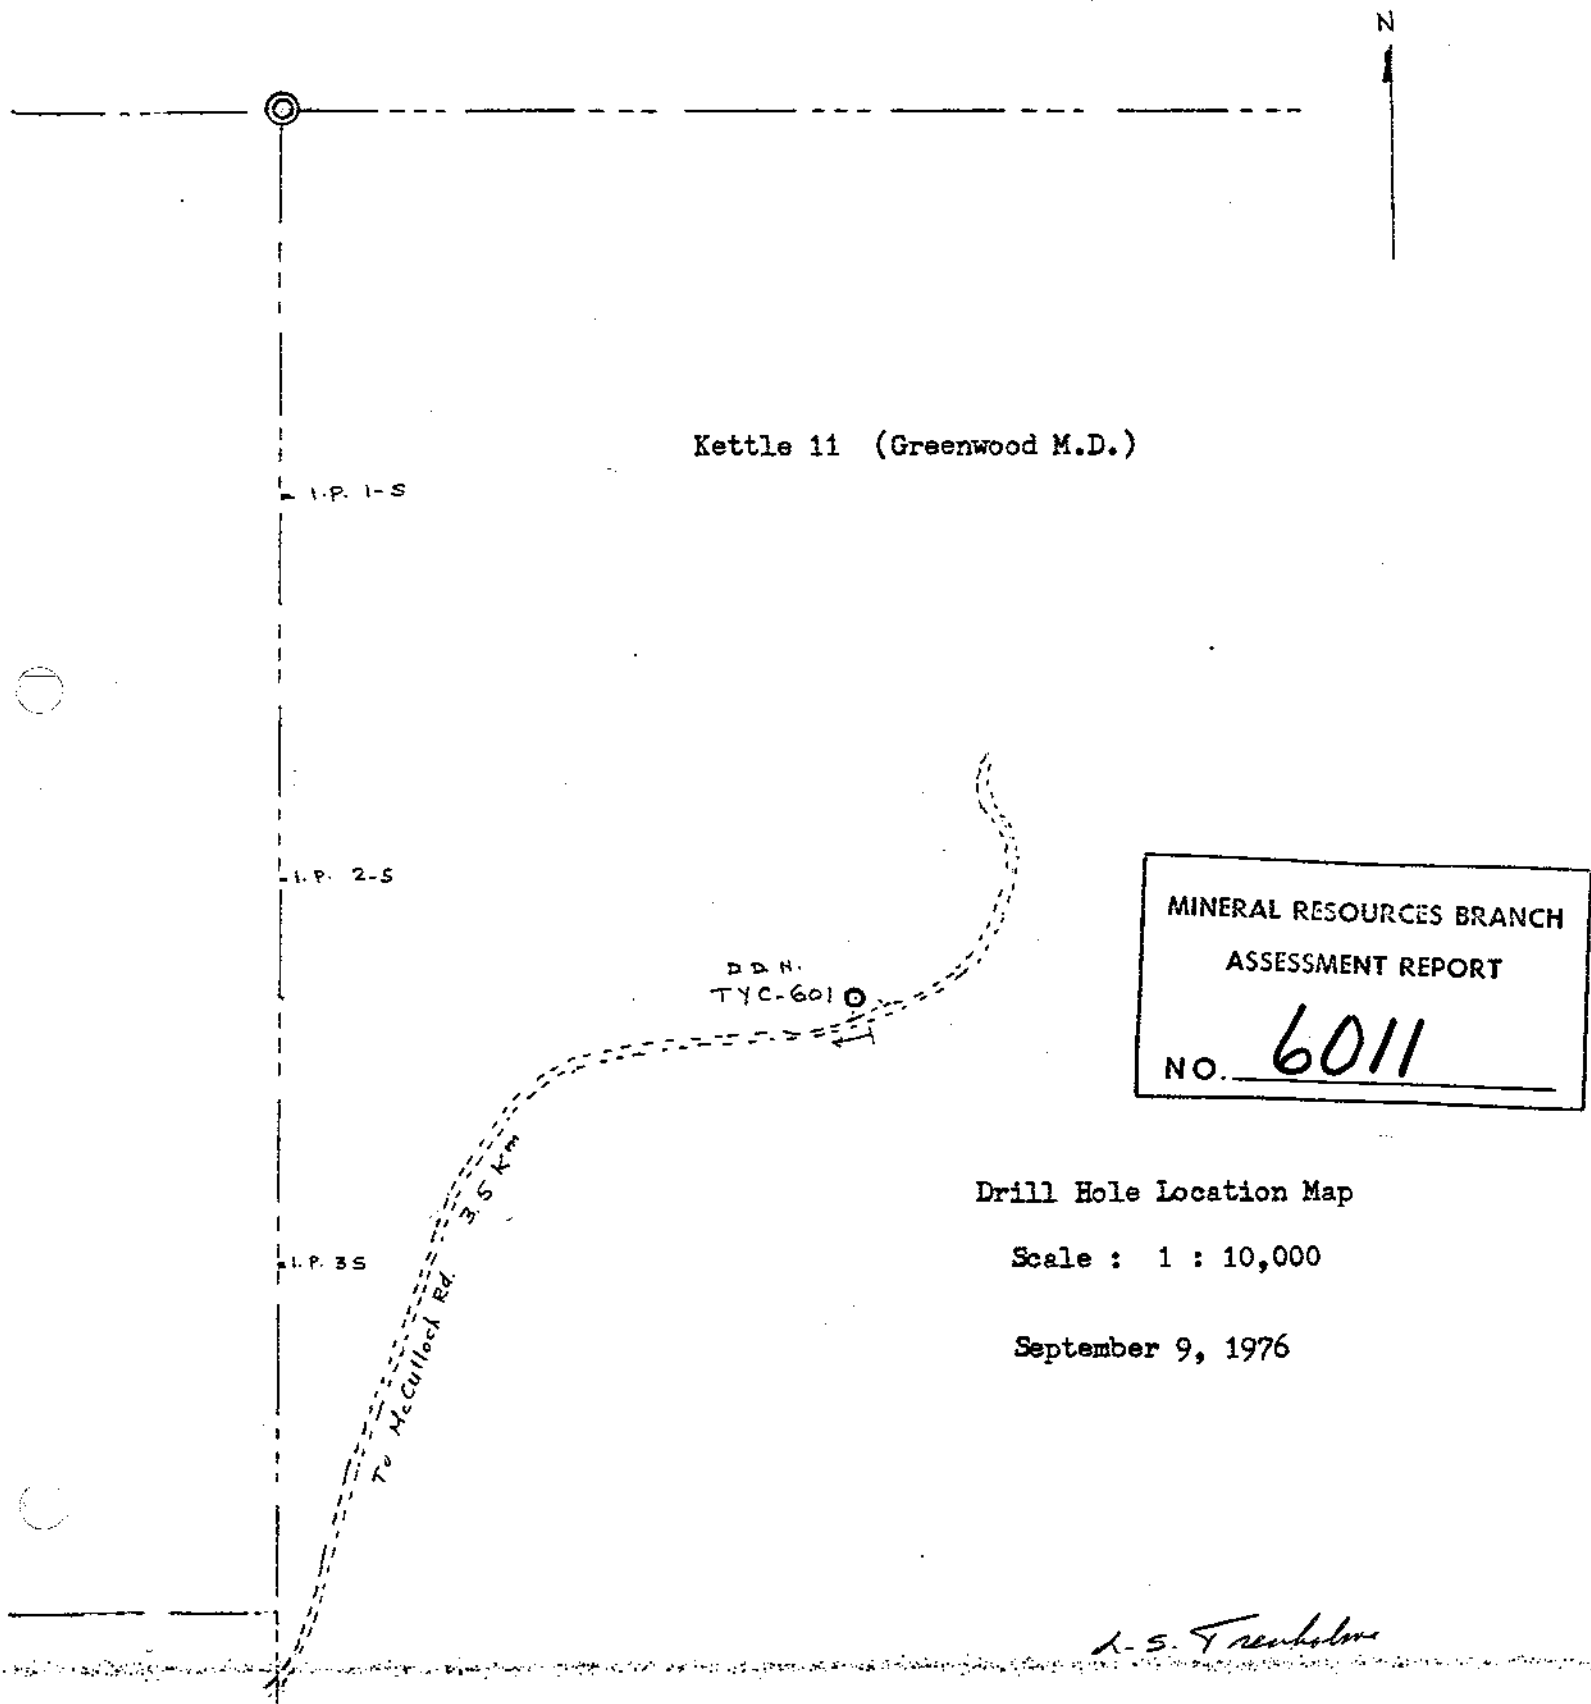 N
Kettle 11 (Greenwood M.D.)
I.P. 1-S
I.P. 2-S
D.D.H.
TYC-601
MINERAL RESOURCES BRANCH
ASSESSMENT REPORT
NO. 6011
3.5 Km
To McCulloch Rd.
I.P. 3S
Drill Hole Location Map
Scale : 1 : 10,000
September 9, 1976
L.S. Trenholme